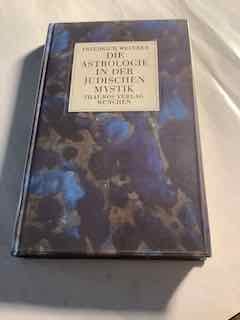 FRIEDRICH WEINREB
DIE
ASTROLOGIE
IN DER
JÜDISCHEN
MYSTIK
THAUROS VERLAG
MÜNCHEN